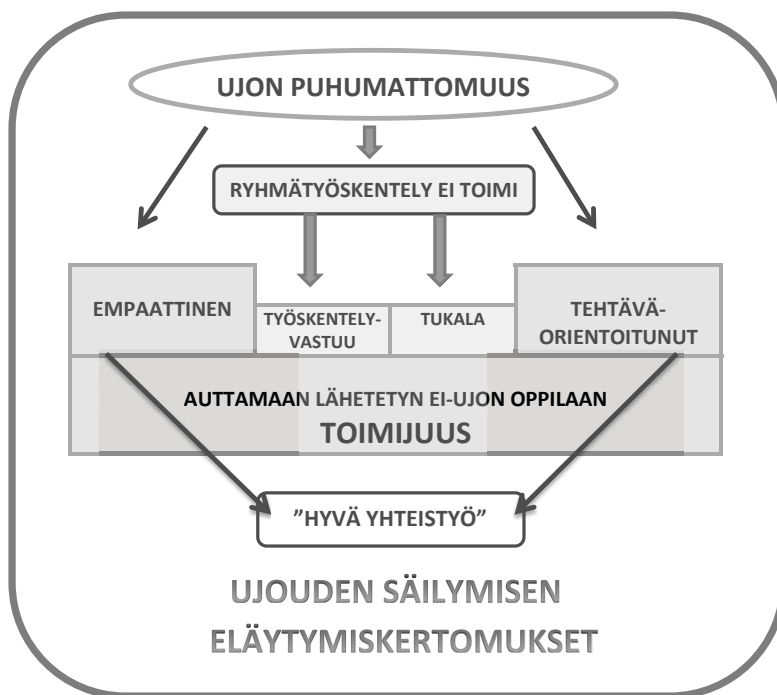 UJON PUHUMATTOMUUS
RYHMÄTYÖSKENTELY EI TOIMI
EMPAATTINEN
TYÖSKENTELY-
VASTUU
TUKALA
TEHTÄVÄ-
ORIENTOITUNUT
AUTTAMAAN LÄHETETYN EI-UJON OPPILAAN
TOIMIJUUS
”HYVÄ YHTEISTYÖ”
UJOUDEN SÄILYMISEN
ELÄYTYMISKERTOMUKSET